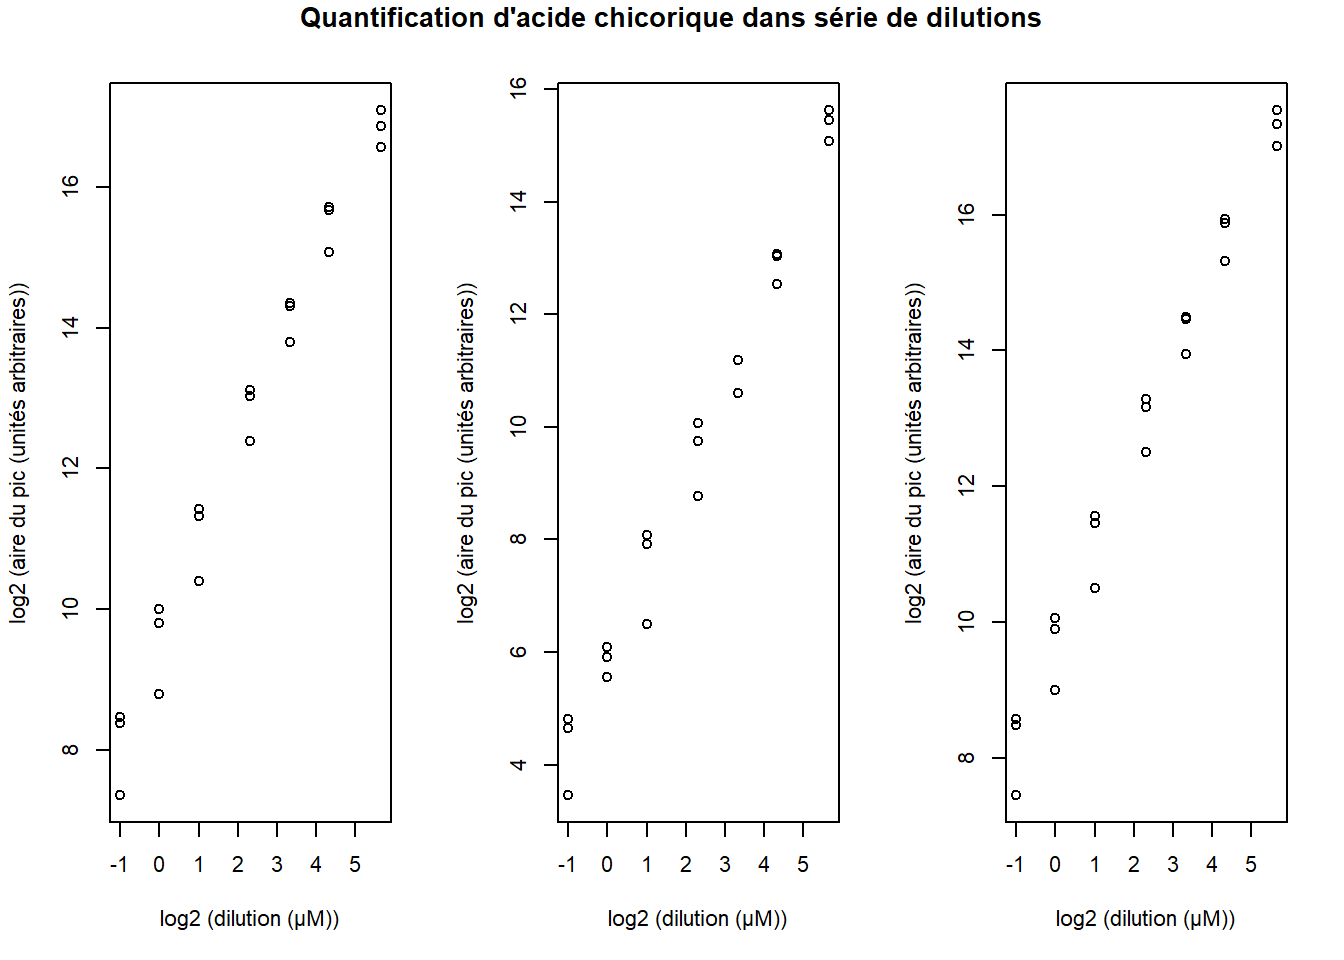 Quantification d'acide chicorique dans série de dilutions
log2 (aire du pic (unités arbitraires))
16
14
12
10
8
-1 0 1 2 3 4 5
log2 (dilution (µM))
log2 (aire du pic (unités arbitraires))
16
14
12
10
8
6
4
-1 0 1 2 3 4 5
log2 (dilution (µM))
log2 (aire du pic (unités arbitraires))
16
14
12
10
8
-1 0 1 2 3 4 5
log2 (dilution (µM))